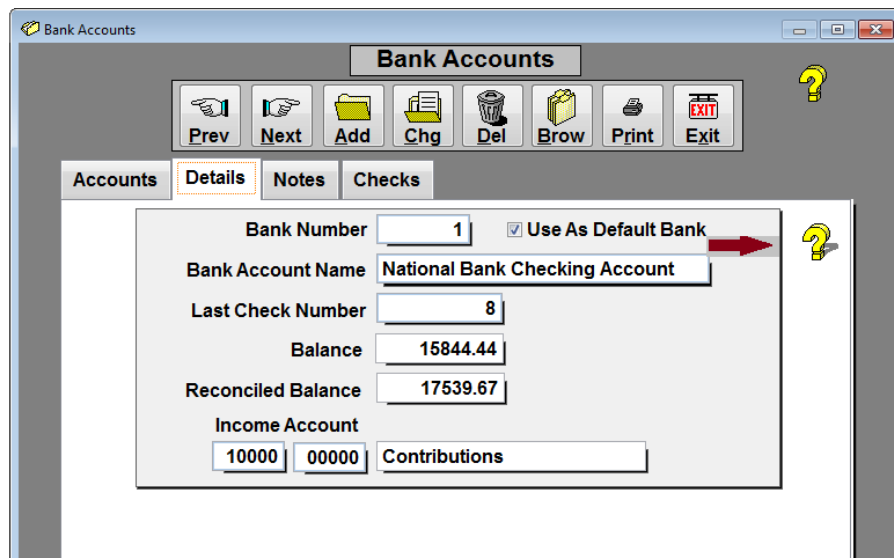 Bank Accounts
Bank Accounts
Prev Next Add Chg Del Brow Print EXIT Exit
Accounts Details Notes Checks
Bank Number 1 Use As Default Bank
Bank Account Name National Bank Checking Account
Last Check Number 8
Balance 15844.44
Reconciled Balance 17539.67
Income Account
10000 00000 Contributions